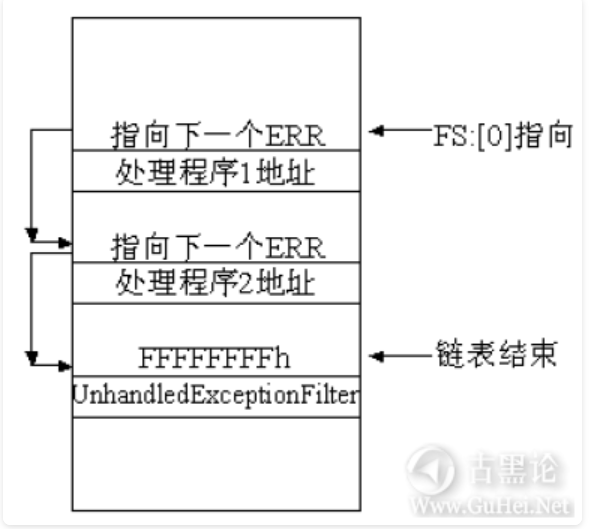 指向下一个ERR
FS:[0]指向
处理程序1地址
指向下一个ERR
处理程序2地址
FFFFFFFFh
链表结束
UnhandledExceptionFilter
古黑论
Www.GuHei.Net